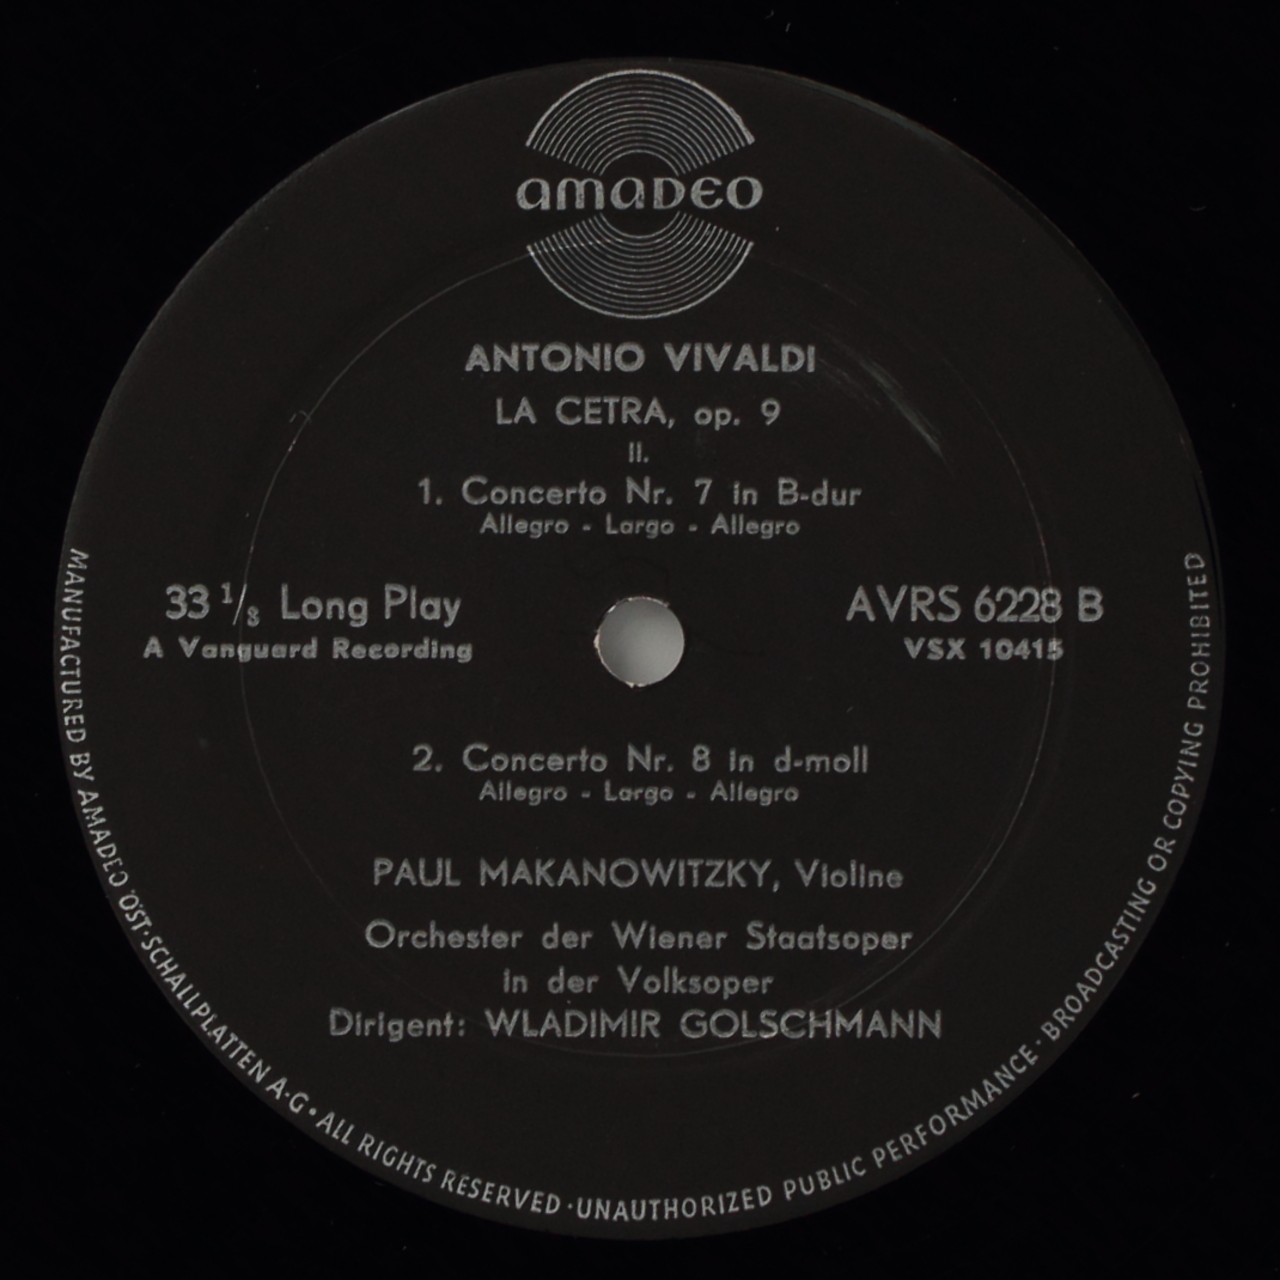 AMADEO
ANTONIO VIVALDI
LA CETRA, op. 9
II.
1. Concerto Nr. 7 in B-dur
Allegro - Largo - Allegro
33 1/3 Long Play
A Vanguard Recording
AVRS 6228 B
VSX 10415
2. Concerto Nr. 8 in d-moll
Allegro - Largo - Allegro
PAUL MAKANOWITZKY, Violine
Orchester der Wiener Staatsoper
in der Volksoper
Dirigent: WLADIMIR GOLSCHMANN
MANUFACTURED BY AMADEO ÖST·SCHALLPLATTEN A·G • ALL RIGHTS RESERVED · UNAUTHORIZED PUBLIC PERFORMANCE · BROADCASTING OR COPYING PROHIBITED